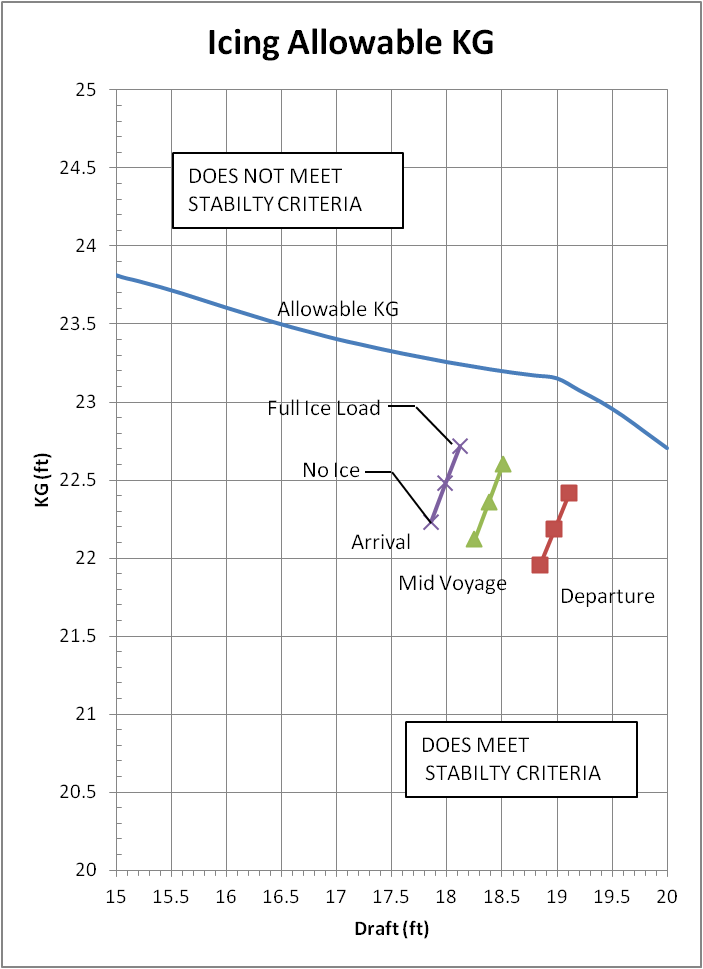 Icing Allowable KG
25
24.5
24
23.5
23
22.5
22
21.5
21
20.5
20
KG (ft)
DOES NOT MEET
STABILTY CRITERIA
Allowable KG
Full Ice Load
No Ice
Arrival
Mid Voyage
Departure
DOES MEET
STABILTY CRITERIA
15 15.5 16 16.5 17 17.5 18 18.5 19 19.5 20
Draft (ft)